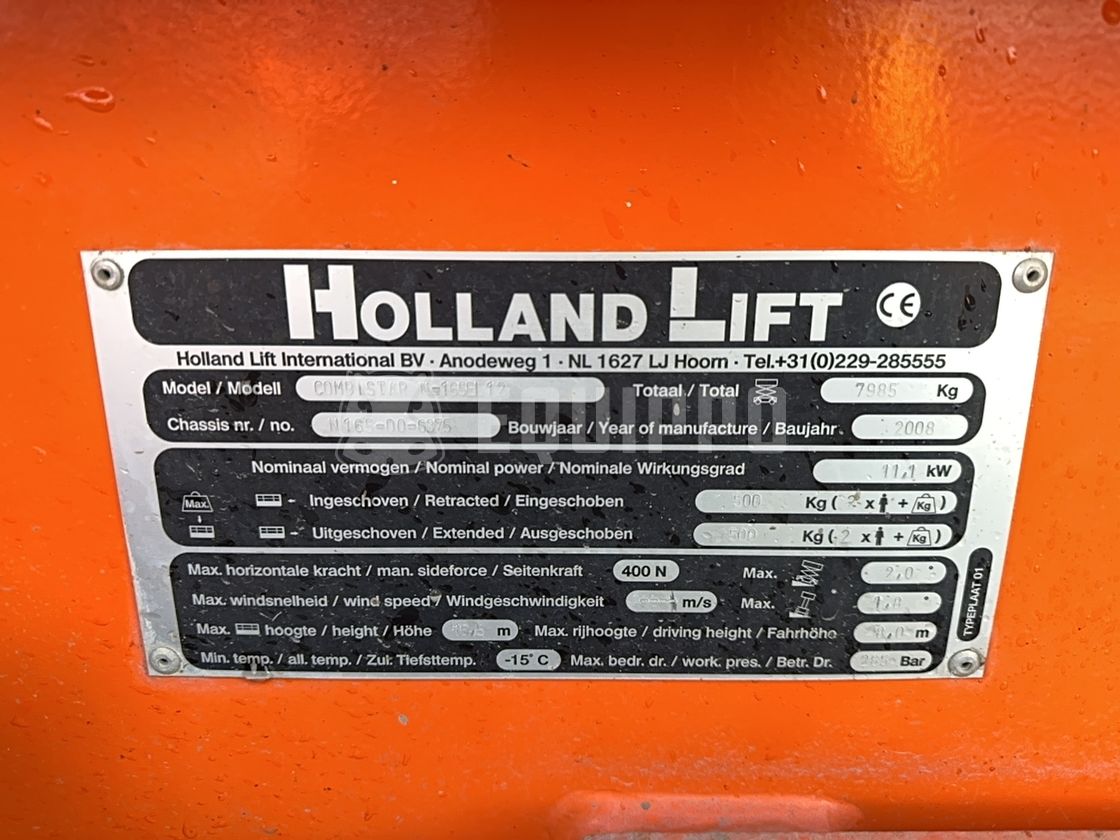 HOLLAND LIFT CE
Holland Lift International BV · Anodeweg 1 · NL 1627 LJ Hoorn · Tel.+31(0)229-285555
Model / Modell COMBISTAR Totaal / Total 7985 Kg
Chassis nr. / no. Bouwjaar / Year of manufacture / Baujahr 2008
EQUIPPO
Nominaal vermogen / Nominal power / Nominale Wirkungsgrad 11,1 kW
Max. - Ingeschoven / Retracted / Eingeschoben 500 Kg ( 2 x + Kg )
- Uitgeschoven / Extended / Ausgeschoben 500 Kg ( 2 x + Kg )
Max. horizontale kracht / man. sideforce / Seitenkraft 400 N Max. °
Max. windsnelheid / wind speed / Windgeschwindigkeit m/s Max. °
Max. hoogte / height / Höhe m Max. rijhoogte / driving height / Fahrhöhe m
Min. temp. / all. temp. / Zul. Tiefsttemp. -15°C Max. bedr. dr. / work. pres. / Betr. Dr. Bar
TYPEPLAAT 01